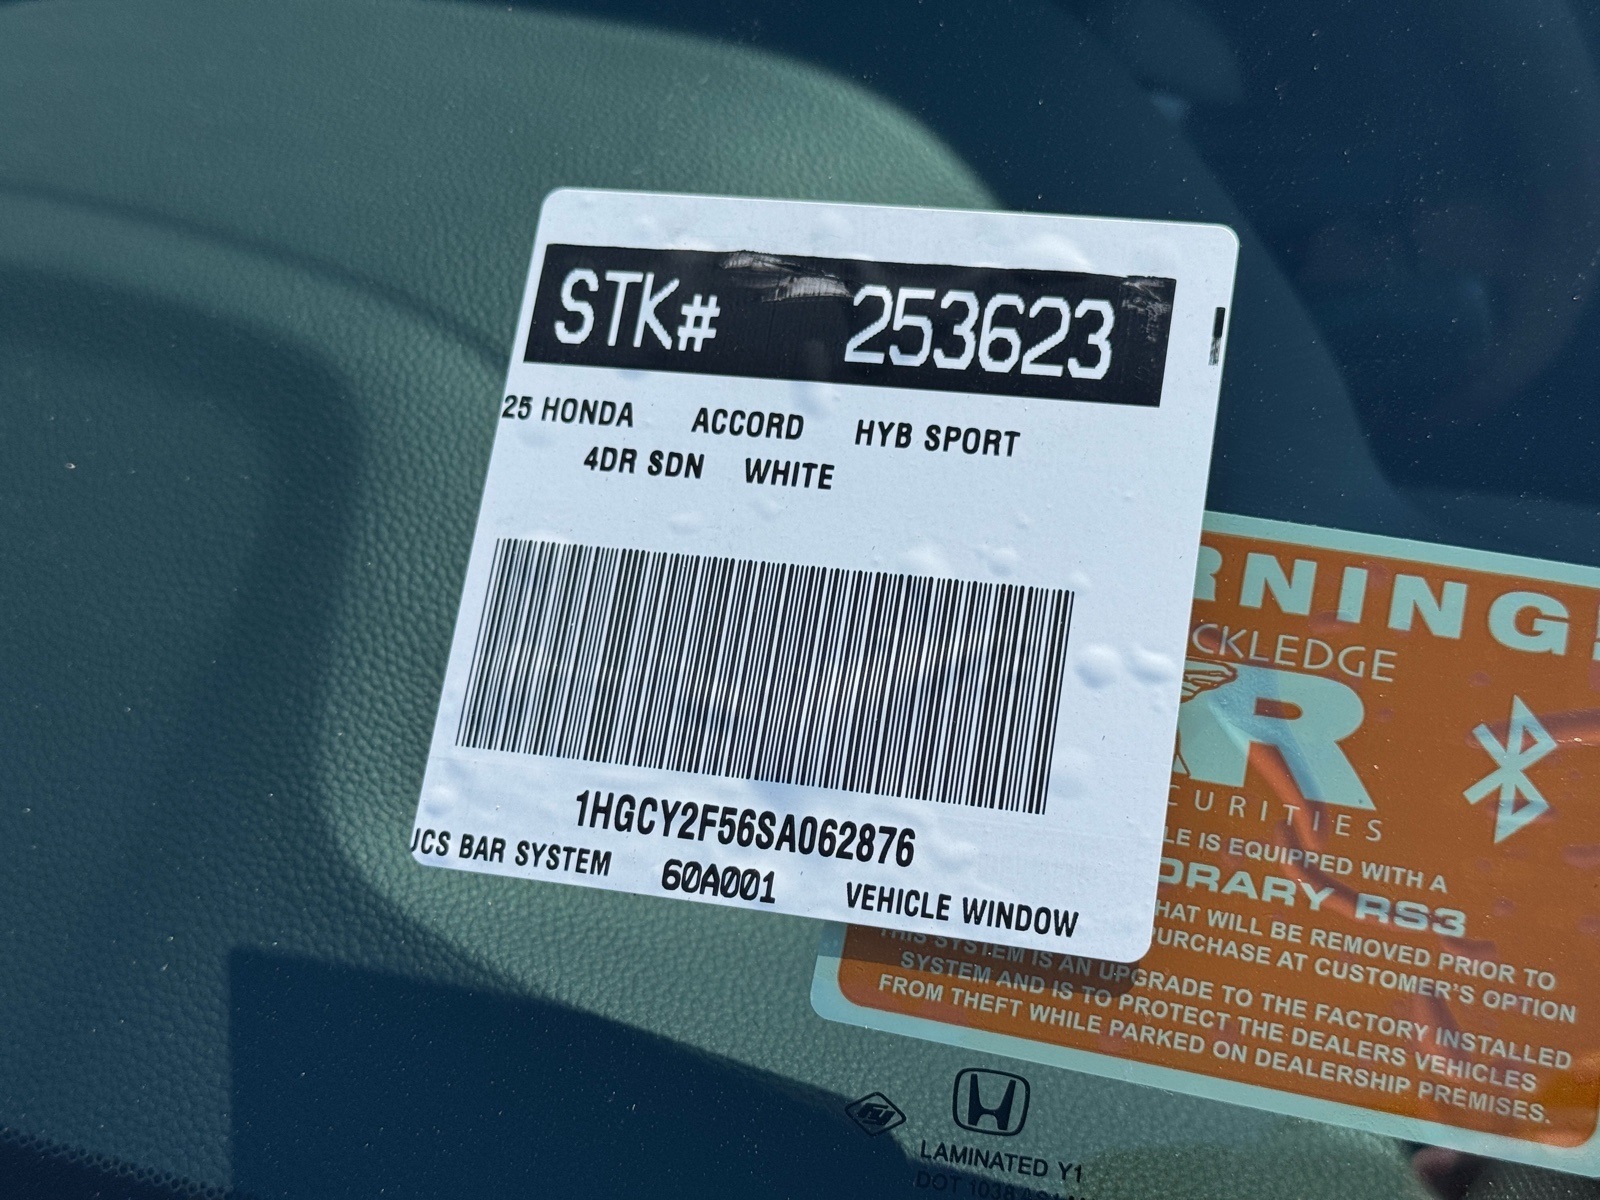 STK# 253623
25 HONDA ACCORD HYB SPORT
4DR SDN WHITE
1HGCY2F56SA062876
UCS BAR SYSTEM 60A001 VEHICLE WINDOW
RNING!
CKLEDGE
R
CURITIES
LE IS EQUIPPED WITH A
ORARY RS3
HAT WILL BE REMOVED PRIOR TO
PURCHASE AT CUSTOMER'S OPTION
THIS SYSTEM IS AN UPGRADE TO THE FACTORY INSTALLED
SYSTEM AND IS TO PROTECT THE DEALERS VEHICLES
FROM THEFT WHILE PARKED ON DEALERSHIP PREMISES.
LAMINATED Y1
DOT 1038